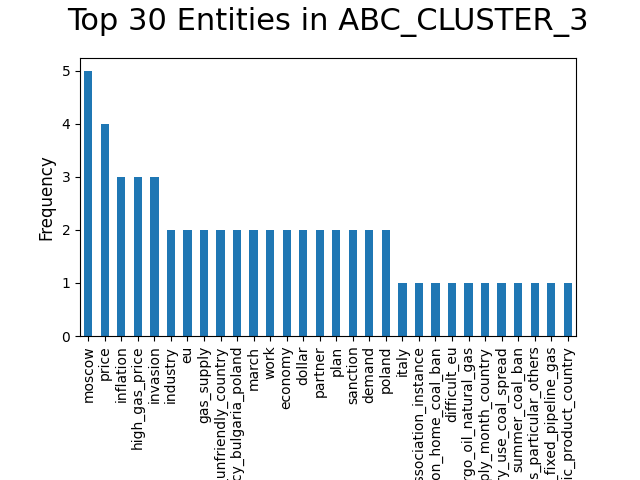 Top 30 Entities in ABC_CLUSTER_3
Frequency
5
4
3
2
1
0
moscow
price
inflation
high_gas_price
invasion
industry
eu
gas_supply
unfriendly_country
cy_bulgaria_poland
march
work
economy
dollar
partner
plan
sanction
demand
poland
italy
ssociation_instance
on_home_coal_ban
difficult_eu
rgo_oil_natural_gas
ply_month_country
ry_use_coal_spread
summer_coal_ban
s_particular_others
fixed_pipeline_gas
ic_product_country